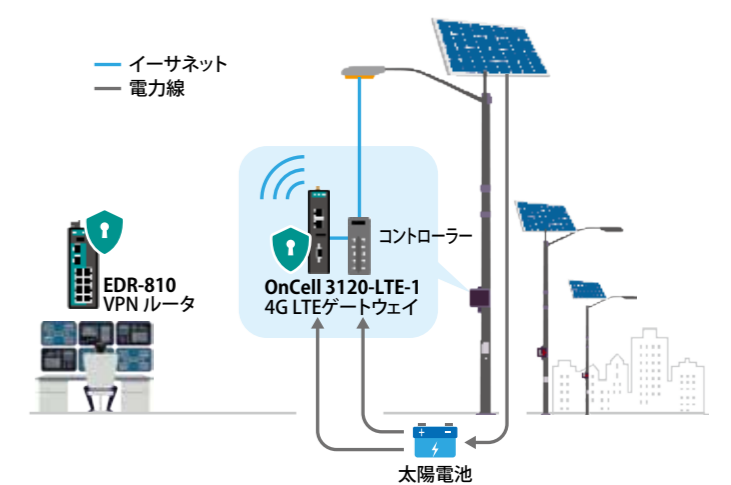 イーサネット
電力線
コントローラー
EDR-810
VPN ルータ
OnCell 3120-LTE-1
4G LTEゲートウェイ
太陽電池